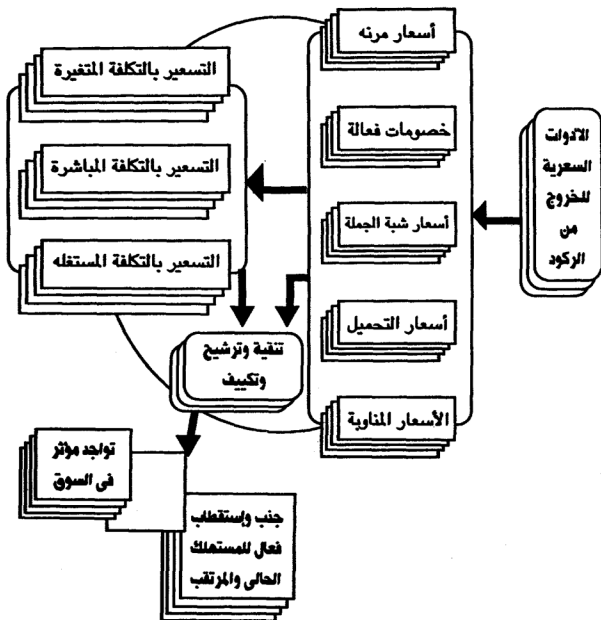 الادوات
السعرية
للخروج
من
الركود
أسعار مرنه
خصومات فعالة
أسعار شبة الجملة
أسعار التحميل
الأسعار المناوبة
التسعير بالتكلفة المتغيرة
التسعير بالتكلفة المباشرة
التسعير بالتكلفة المستغله
تنقية وترشيح
وتكييف
تواجد مؤثر
فى السوق
جنب وإستقطاب
فعال للمستهلك
الحالى والمرتقب